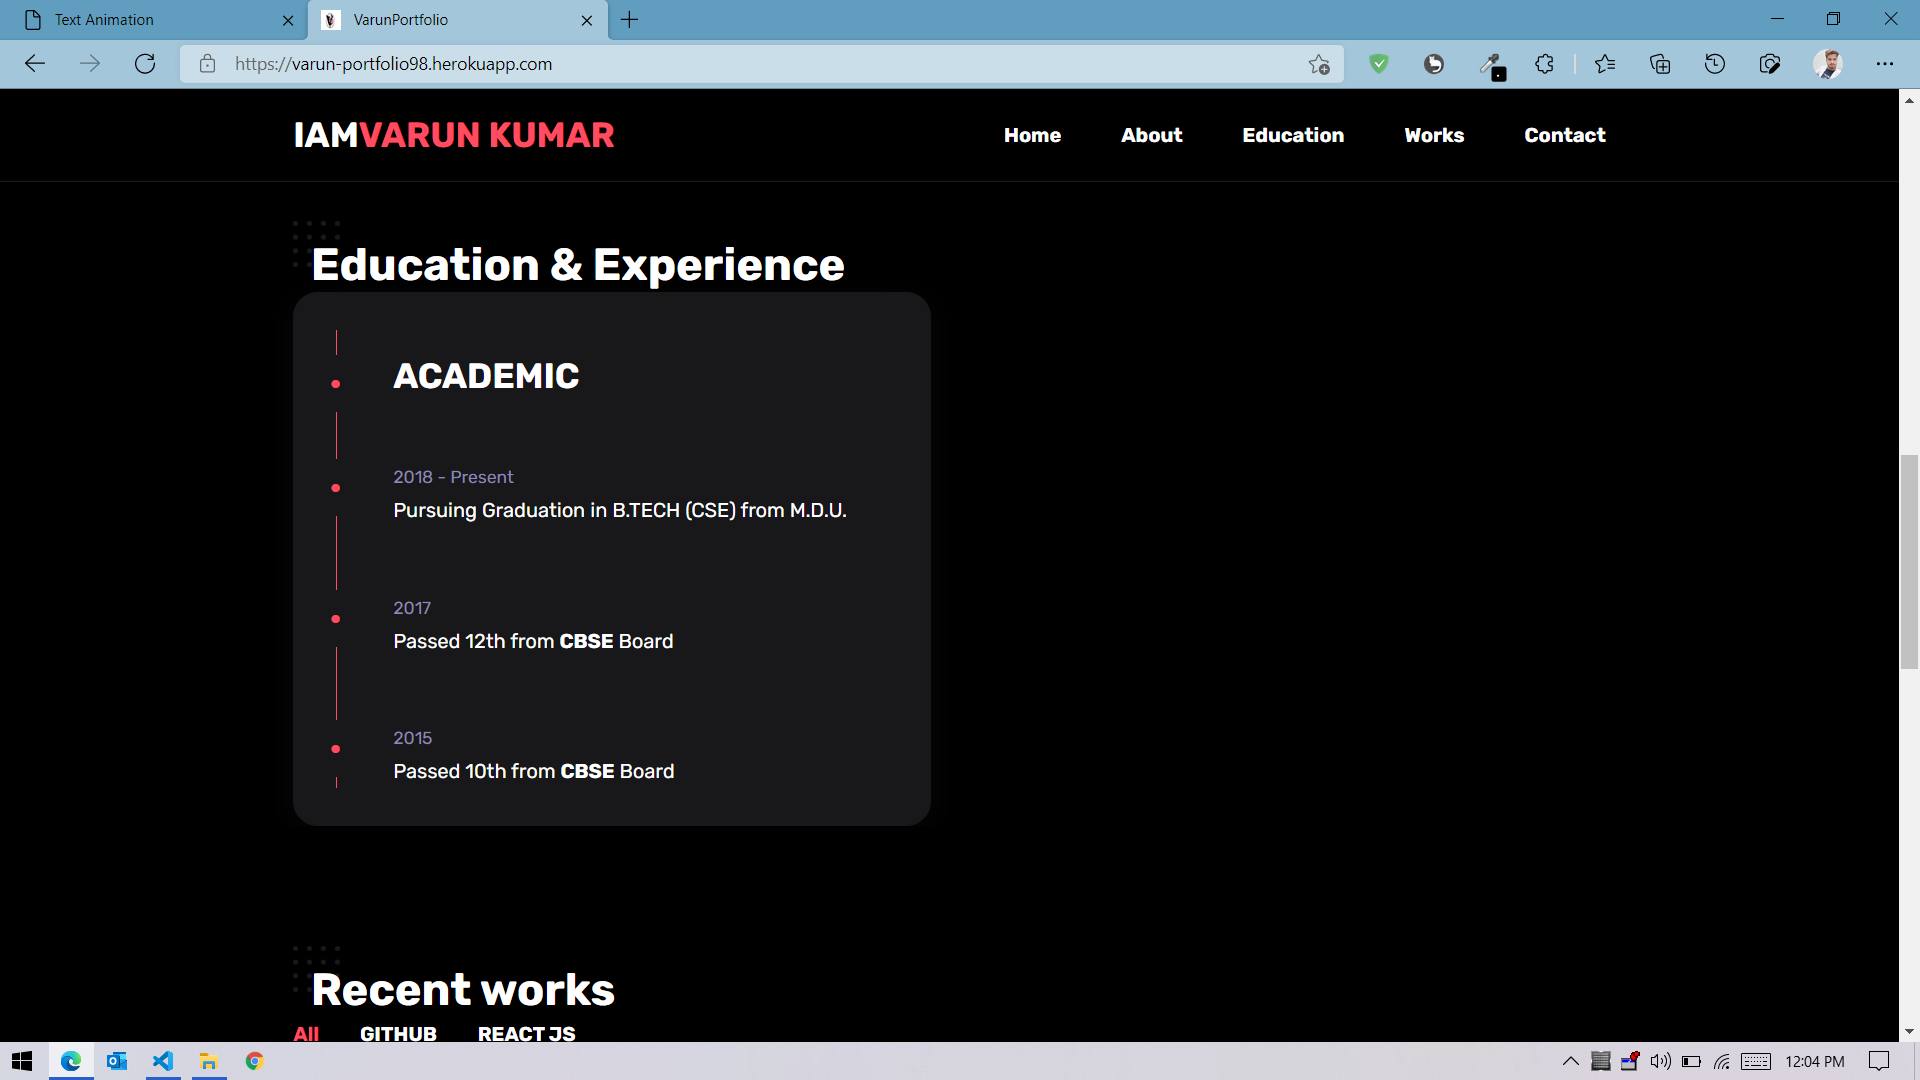 Text Animation
VarunPortfolio
https://varun-portfolio98.herokuapp.com
IAMVARUN KUMAR
Home
About
Education
Works
Contact
Education & Experience
ACADEMIC
2018 - Present
Pursuing Graduation in B.TECH (CSE) from M.D.U.
2017
Passed 12th from CBSE Board
2015
Passed 10th from CBSE Board
Recent works
All
GITHUB
REACT JS
12:04 PM